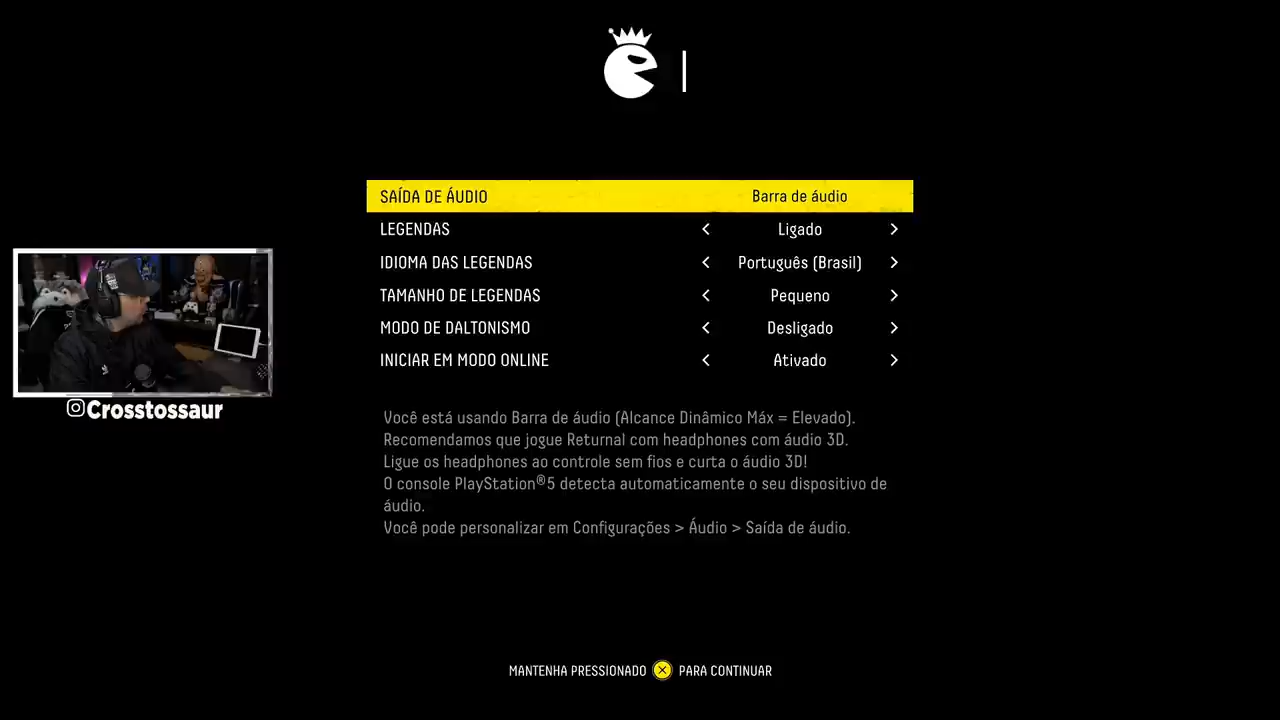 SAÍDA DE ÁUDIO Barra de áudio
LEGENDAS Ligado
IDIOMA DAS LEGENDAS Português (Brasil)
TAMANHO DE LEGENDAS Pequeno
MODO DE DALTONISMO Desligado
INICIAR EM MODO ONLINE Ativado
Crosstossaur
Você está usando Barra de áudio (Alcance Dinâmico Máx = Elevado).
Recomendamos que jogue Returnal com headphones com áudio 3D.
Ligue os headphones ao controle sem fios e curta o áudio 3D!
O console PlayStation®5 detecta automaticamente o seu dispositivo de
áudio.
Você pode personalizar em Configurações > Áudio > Saída de áudio.
MANTENHA PRESSIONADO PARA CONTINUAR